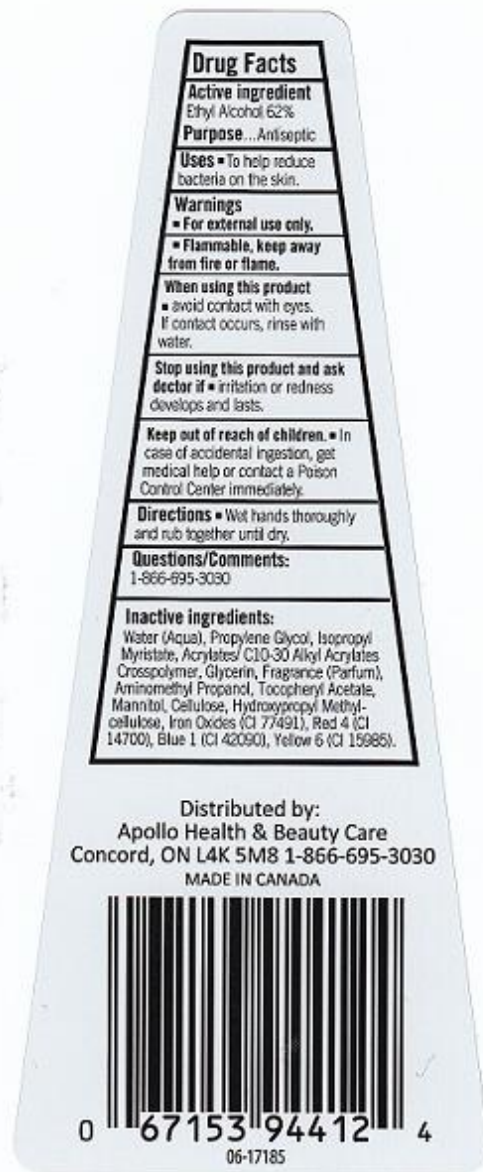 Drug Facts
Active ingredient
Ethyl Alcohol 62%
Purpose...Antiseptic
Uses ▪ To help reduce
bacteria on the skin.
Warnings
▪ For external use only.
▪ Flammable, keep away
from fire or flame.
When using this product
▪ avoid contact with eyes.
If contact occurs, rinse with
water.
Stop using this product and ask
doctor if ▪ irritation or redness
develops and lasts.
Keep out of reach of children. ▪ In
case of accidental ingestion, get
medical help or contact a Poison
Control Center immediately.
Directions ▪ Wet hands thoroughly
and rub together until dry.
Questions/Comments:
1-866-695-3030
Inactive ingredients:
Water (Aqua), Propylene Glycol, Isopropyl
Myristate, Acrylates/ C10-30 Alkyl Acrylates
Crosspolymer, Glycerin, Fragrance (Parfum),
Aminomethyl Propanol, Tocopheryl Acetate,
Mannitol, Cellulose, Hydroxypropyl Methyl-
cellulose, Iron Oxides (CI 77491), Red 4 (CI
14700), Blue 1 (CI 42090), Yellow 6 (CI 15985).
Distributed by:
Apollo Health & Beauty Care
Concord, ON L4K 5M8 1-866-695-3030
MADE IN CANADA
0 67153 94412 4
06-17185